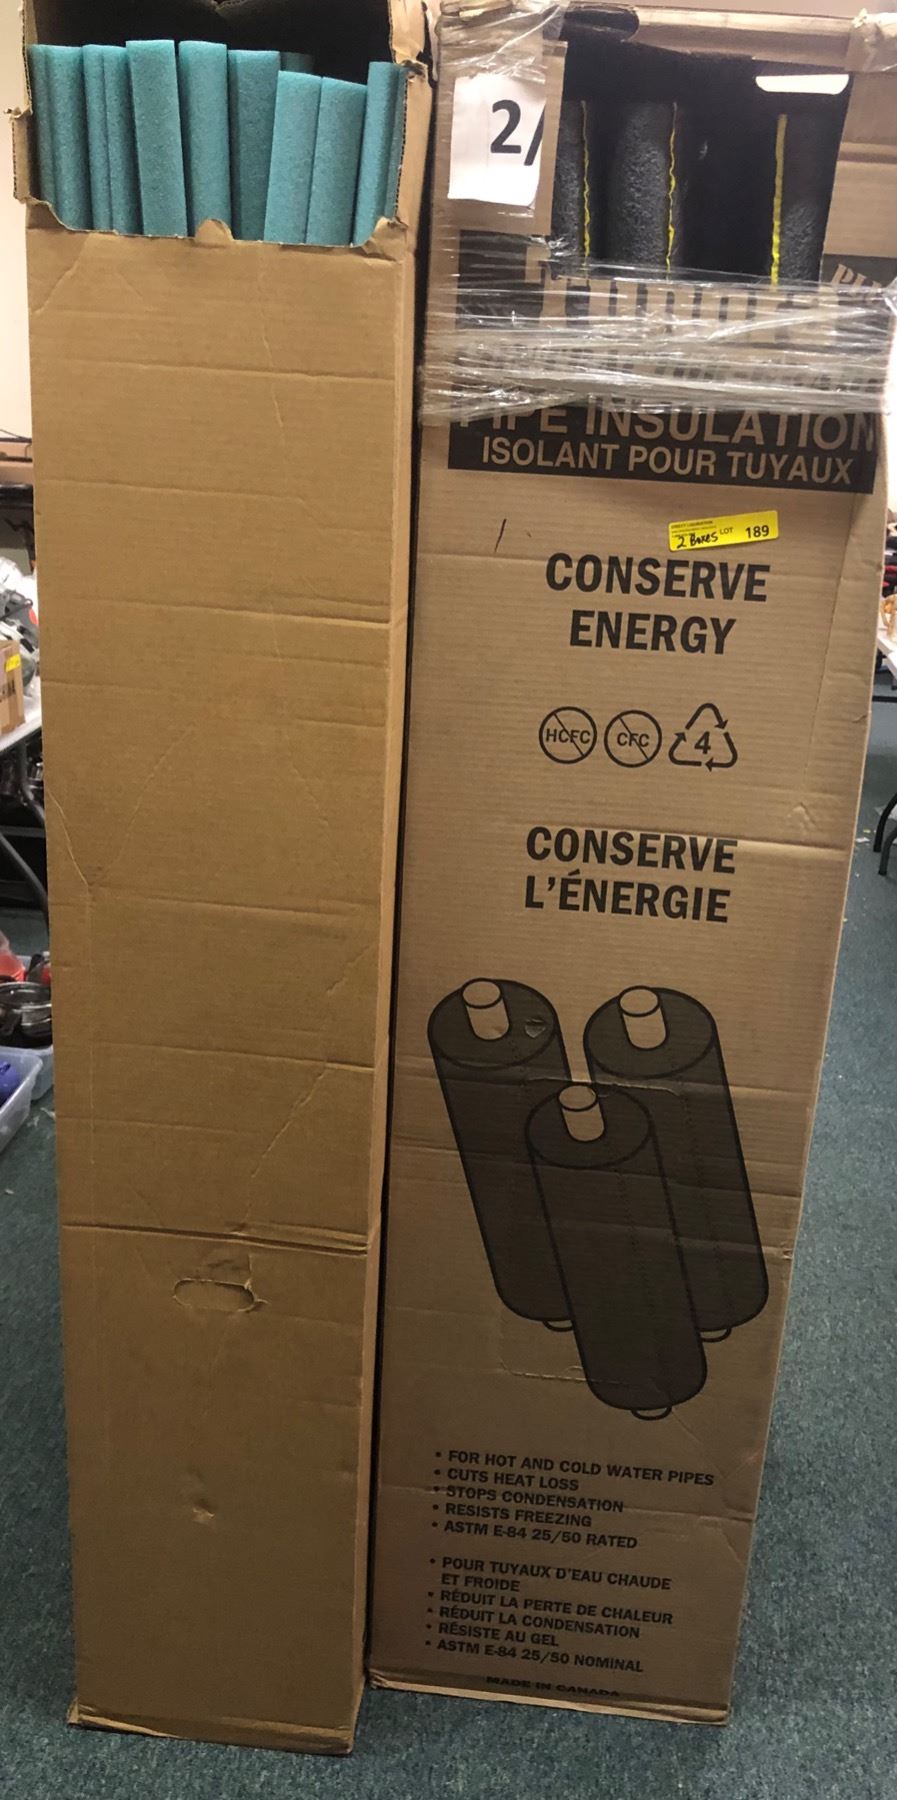 2/
PIPE INSULATION
ISOLANT POUR TUYAUX
2 Boxes LOT 189
CONSERVE
ENERGY
HCFC CFC 4
CONSERVE
L'ÉNERGIE
• FOR HOT AND COLD WATER PIPES
• CUTS HEAT LOSS
• STOPS CONDENSATION
• RESISTS FREEZING
• ASTM E-84 25/50 RATED
• POUR TUYAUX D'EAU CHAUDE
ET FROIDE
• RÉDUIT LA PERTE DE CHALEUR
• RÉDUIT LA CONDENSATION
• RÉSISTE AU GEL
• ASTM E-84 25/50 NOMINAL
MADE IN CANADA